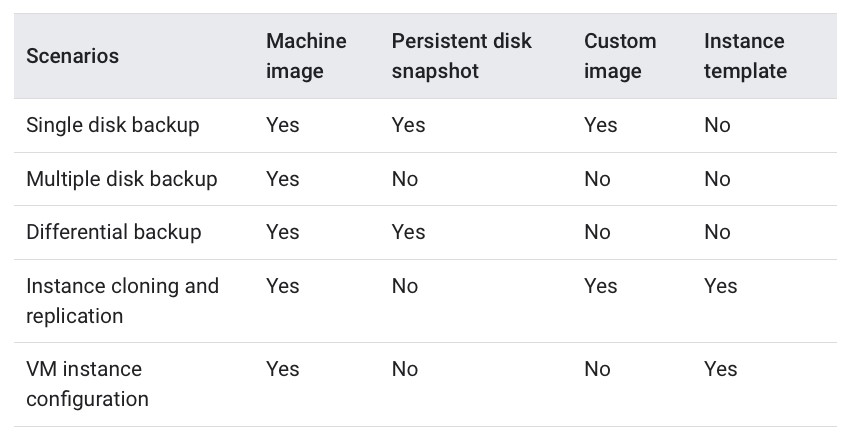 Scenarios Machine image Persistent disk snapshot Custom image Instance template
Single disk backup Yes Yes Yes No
Multiple disk backup Yes No No No
Differential backup Yes Yes No No
Instance cloning and replication Yes No Yes Yes
VM instance configuration Yes No No Yes